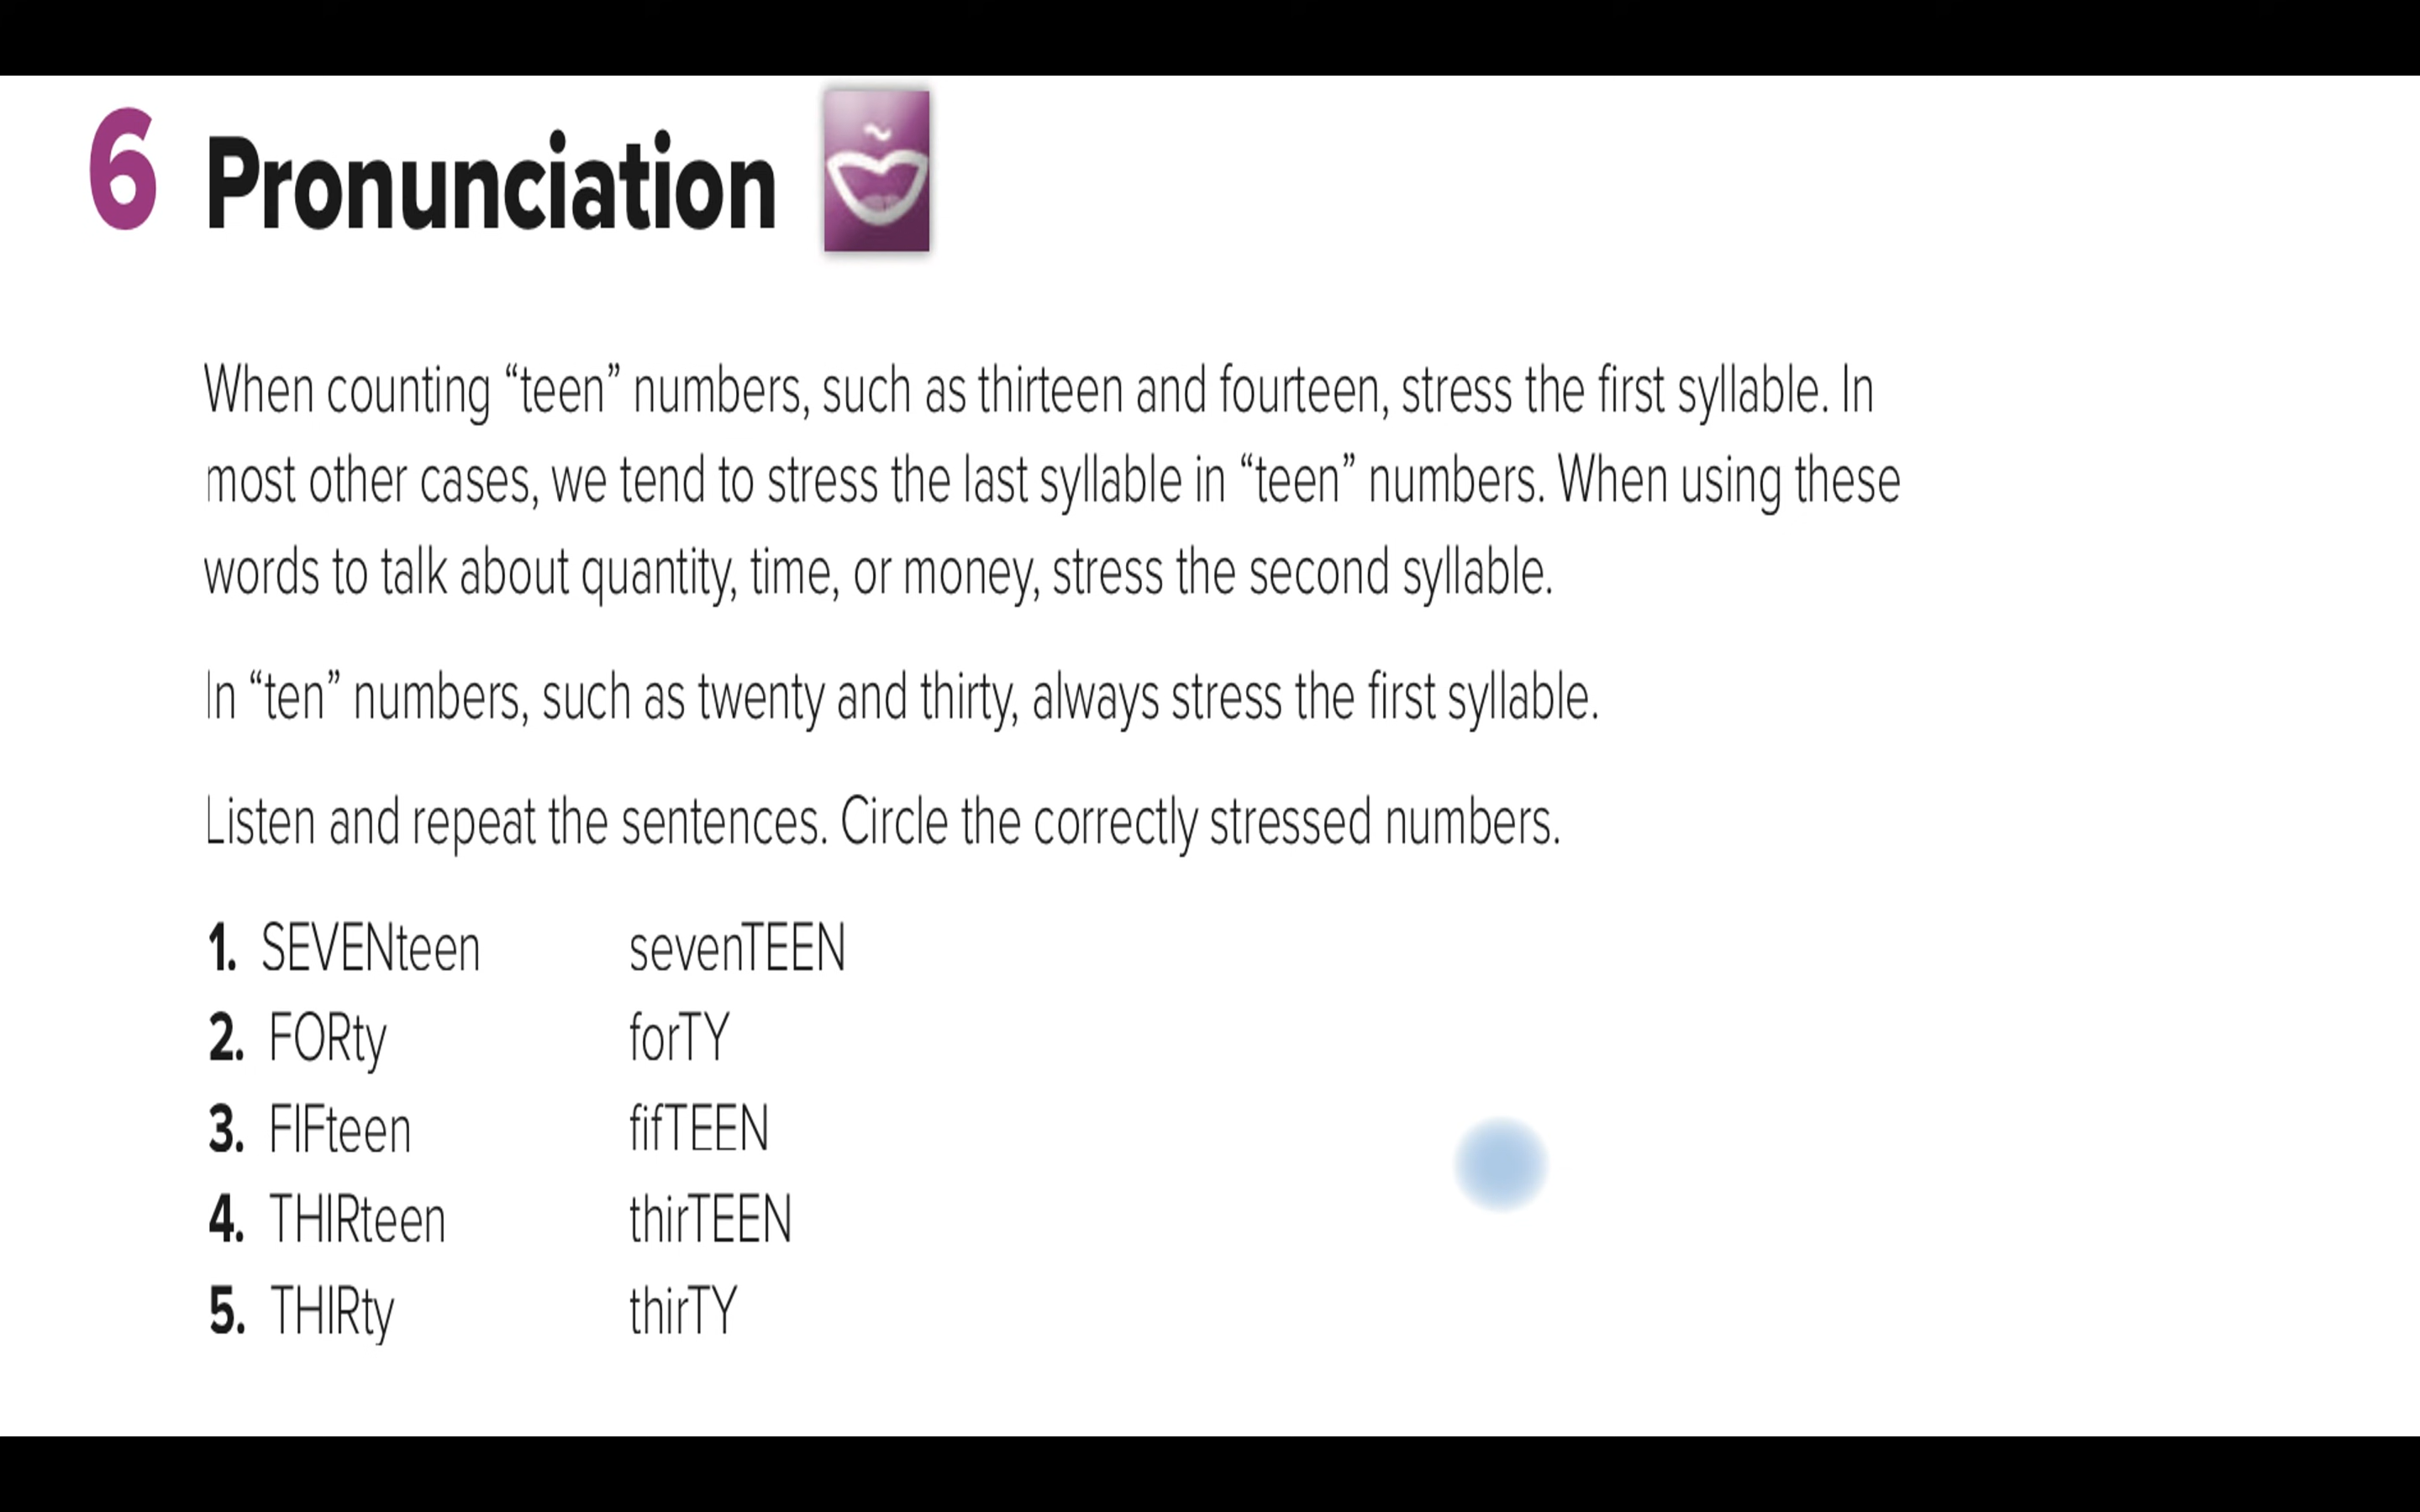 6 Pronunciation
When counting “teen” numbers, such as thirteen and fourteen, stress the first syllable. In
most other cases, we tend to stress the last syllable in “teen” numbers. When using these
words to talk about quantity, time, or money, stress the second syllable.
In “ten” numbers, such as twenty and thirty, always stress the first syllable.
Listen and repeat the sentences. Circle the correctly stressed numbers.
1. SEVENteen sevenTEEN
2. FORty forTY
3. FIFteen fifTEEN
4. THIRteen thirTEEN
5. THIRty thirTY